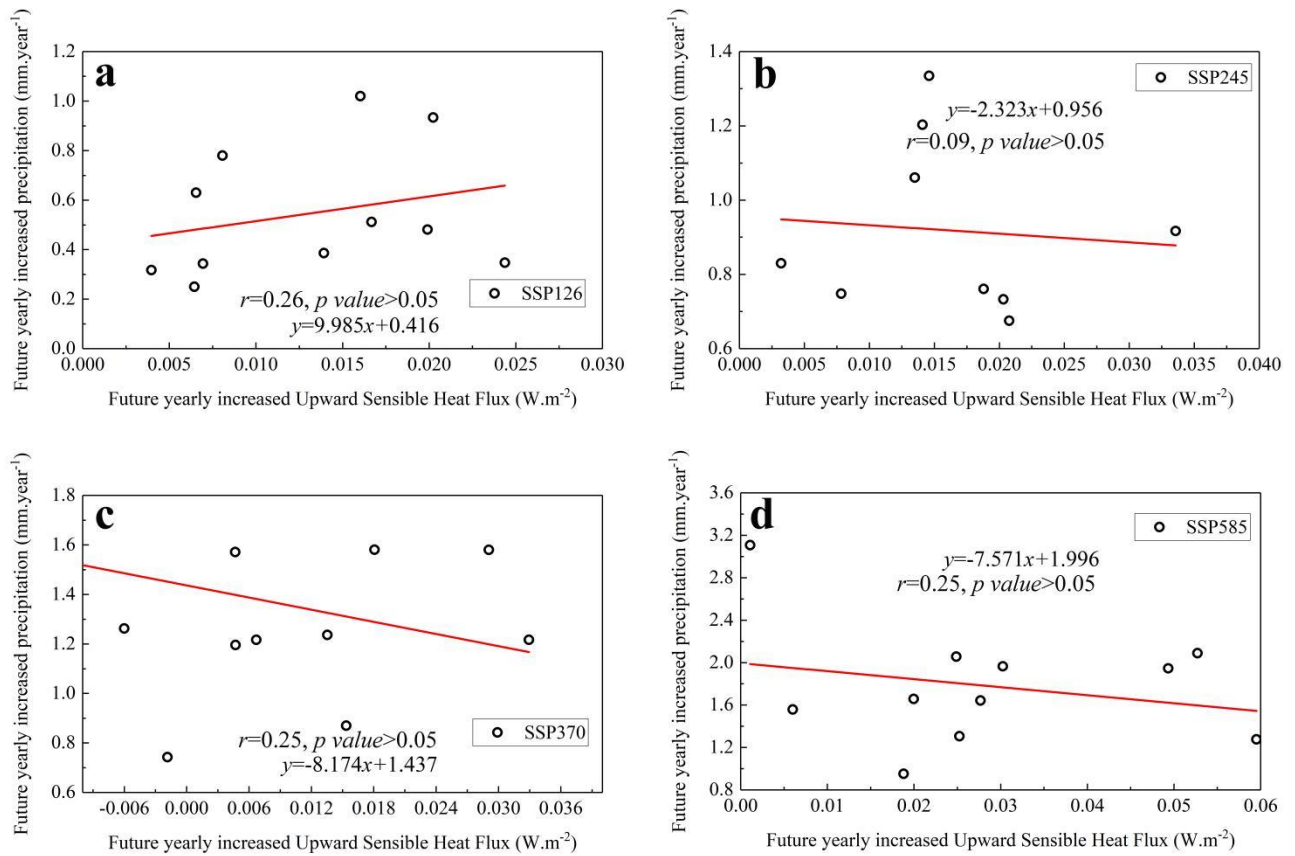 a
1.2
1.0
0.8
0.6
0.4
0.2
0.0
0.000 0.005 0.010 0.015 0.020 0.025 0.030
Future yearly increased precipitation (mm.year⁻¹)
Future yearly increased Upward Sensible Heat Flux (W.m⁻²)
r=0.26, p value>0.05
y=9.985x+0.416
SSP126
b
1.4
1.2
1.0
0.8
0.6
0.000 0.005 0.010 0.015 0.020 0.025 0.030 0.035 0.040
Future yearly increased precipitation (mm.year⁻¹)
Future yearly increased Upward Sensible Heat Flux (W.m⁻²)
SSP245
y=-2.323x+0.956
r=0.09, p value>0.05
c
1.8
1.6
1.4
1.2
1.0
0.8
0.6
-0.006 0.000 0.006 0.012 0.018 0.024 0.030 0.036
Future yearly increased precipitation (mm.year⁻¹)
Future yearly increased Upward Sensible Heat Flux (W.m⁻²)
r=0.25, p value>0.05
y=-8.174x+1.437
SSP370
d
3.6
3.2
2.8
2.4
2.0
1.6
1.2
0.8
0.00 0.01 0.02 0.03 0.04 0.05 0.06
Future yearly increased precipitation (mm.year⁻¹)
Future yearly increased Upward Sensible Heat Flux (W.m⁻²)
SSP585
y=-7.571x+1.996
r=0.25, p value>0.05